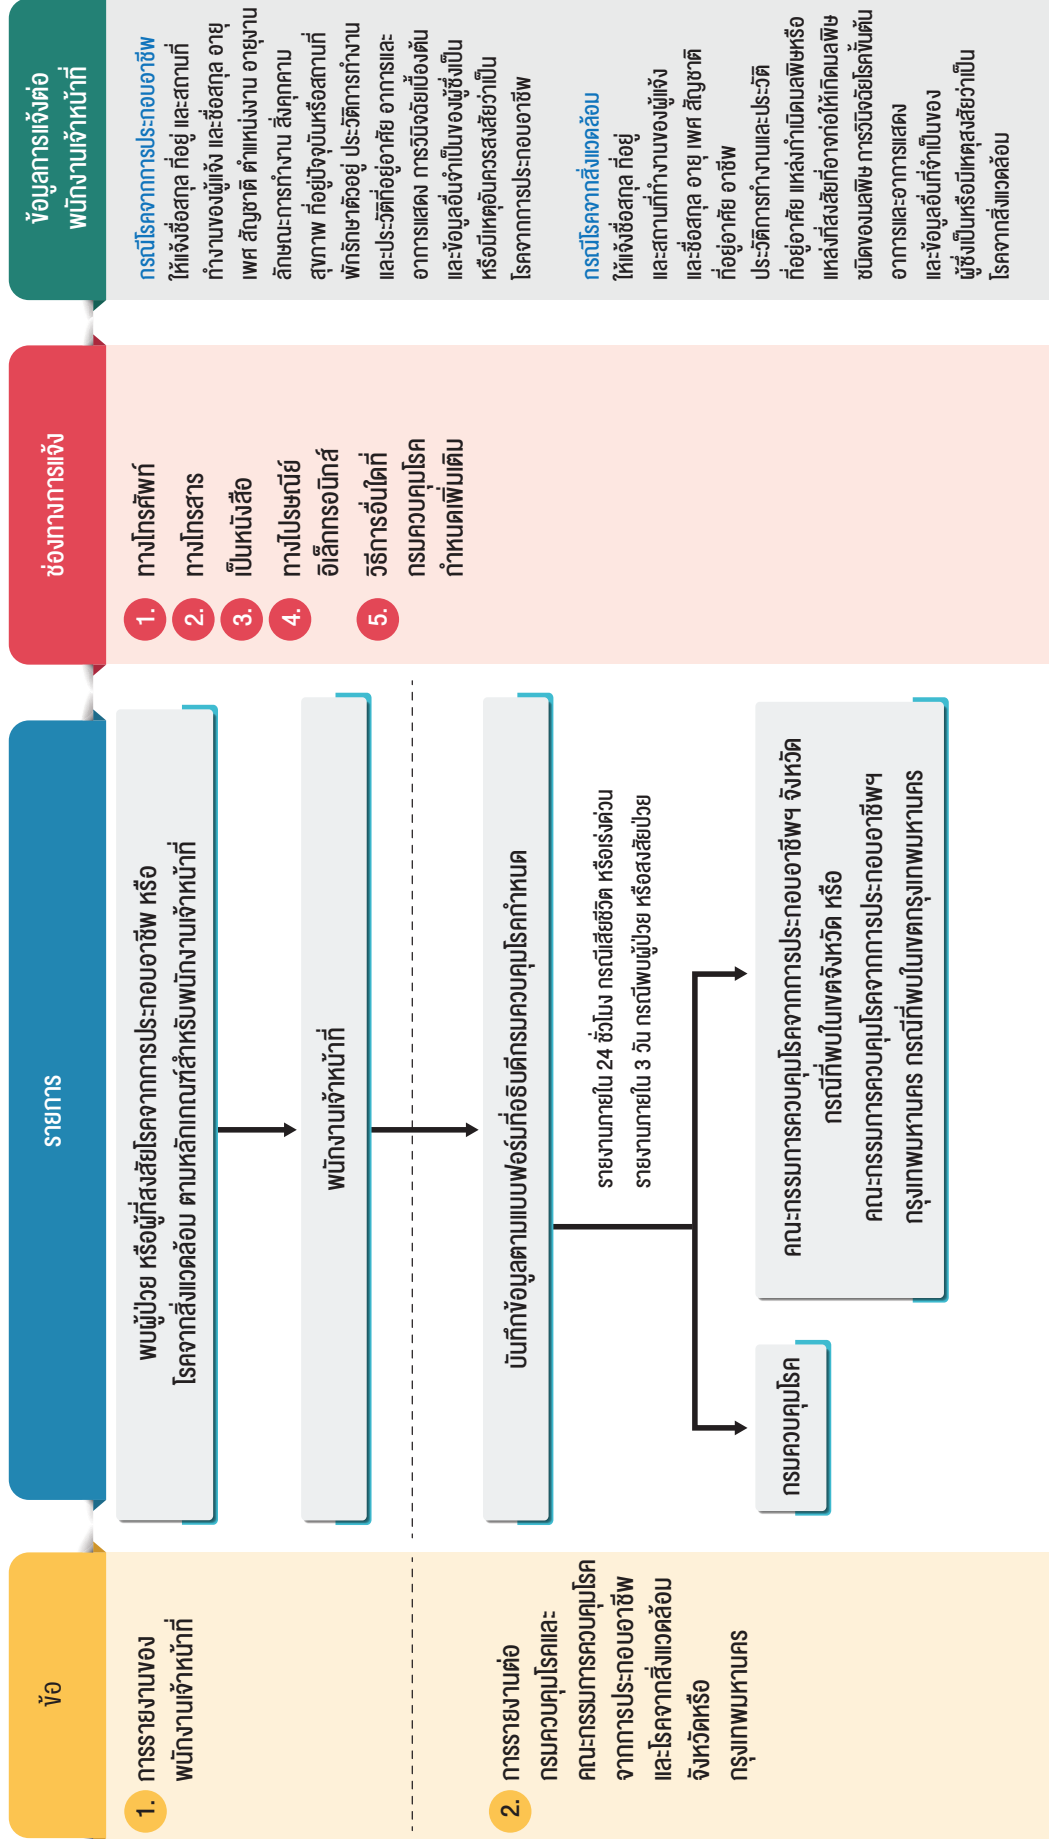 ข้อ
1. การรายงานของ
พนักงานเจ้าหน้าที่
2. การรายงานต่อ
กรมควบคุมโรคและ
คณะกรรมการควบคุมโรค
จากการประกอบอาชีพ
และโรคจากสิ่งแวดล้อม
จังหวัดหรือ
กรุงเทพมหานคร
รายการ
พบผู้ป่วย หรือผู้ที่สงสัยโรคจากการประกอบอาชีพ หรือ
โรคจากสิ่งแวดล้อม ตามหลักเกณฑ์สำหรับพนักงานเจ้าหน้าที่
พนักงานเจ้าหน้าที่
บันทึกข้อมูลตามแบบฟอร์มที่อธิบดีกรมควบคุมโรคกำหนด
รายงานภายใน 24 ชั่วโมง กรณีเสียชีวิต หรือเร่งด่วน
รายงานภายใน 3 วัน กรณีพบผู้ป่วย หรือสงสัยป่วย
กรมควบคุมโรค
คณะกรรมการควบคุมโรคจากการประกอบอาชีพฯ จังหวัด
กรณีที่พบในเขตจังหวัด หรือ
คณะกรรมการควบคุมโรคจากการประกอบอาชีพฯ
กรุงเทพมหานคร กรณีที่พบในเขตกรุงเทพมหานคร
ช่องทางการแจ้ง
1. ทางโทรศัพท์
2. ทางโทรสาร
3. เป็นหนังสือ
4. ทางไปรษณีย์
อิเล็กทรอนิกส์
5. วิธีการอื่นใดที่
กรมควบคุมโรค
กำหนดเพิ่มเติม
ข้อมูลการแจ้งต่อ
พนักงานเจ้าหน้าที่
กรณีโรคจากการประกอบอาชีพ
ให้แจ้งชื่อสกุล ที่อยู่ และสถานที่
ทำงานของผู้แจ้ง และชื่อสกุล อายุ
เพศ สัญชาติ ตำแหน่งงาน อายุงาน
ลักษณะการทำงาน สิ่งคุกคาม
สุขภาพ ที่อยู่ปัจจุบันหรือสถานที่
พักรักษาตัวอยู่ ประวัติการทำงาน
และประวัติที่อยู่อาศัย อาการและ
อาการแสดง การวินิจฉัยเบื้องต้น
และข้อมูลอื่นจำเป็นของผู้ซึ่งเป็น
หรือมีเหตุอันควรสงสัยว่าเป็น
โรคจากการประกอบอาชีพ
กรณีโรคจากสิ่งแวดล้อม
ให้แจ้งชื่อสกุล ที่อยู่
และสถานที่ทำงานของผู้แจ้ง
และชื่อสกุล อายุ เพศ สัญชาติ
ที่อยู่อาศัย อาชีพ
ประวัติการทำงานและประวัติ
ที่อยู่อาศัย แหล่งกำเนิดมลพิษหรือ
แหล่งที่สงสัยที่อาจก่อให้เกิดมลพิษ
ชนิดของมลพิษ การวินิจฉัยโรคขั้นต้น
อาการและอาการแสดง
และข้อมูลอื่นที่จำเป็นของ
ผู้ซึ่งเป็นหรือมีเหตุสงสัยว่าเป็น
โรคจากสิ่งแวดล้อม